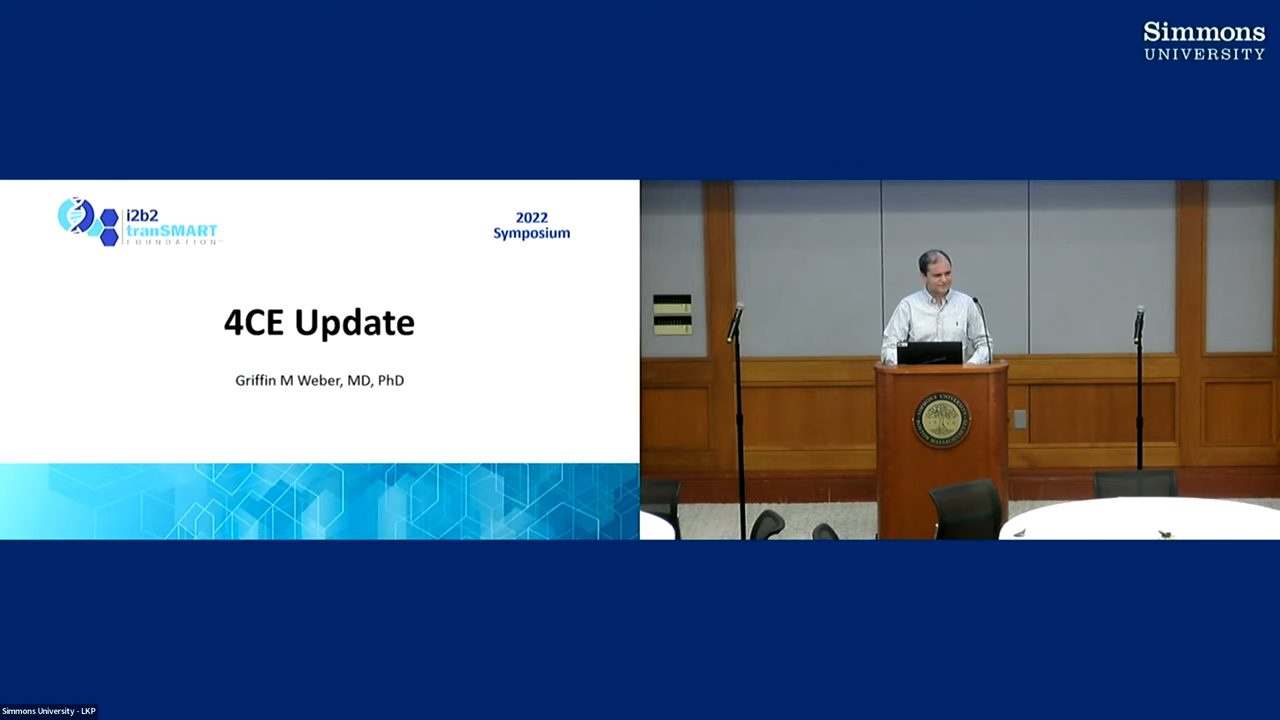 Simmons
UNIVERSITY
i2b2
tranSMART
FOUNDATION
2022
Symposium
4CE Update
Griffin M Weber, MD, PhD
Simmons University - LKP